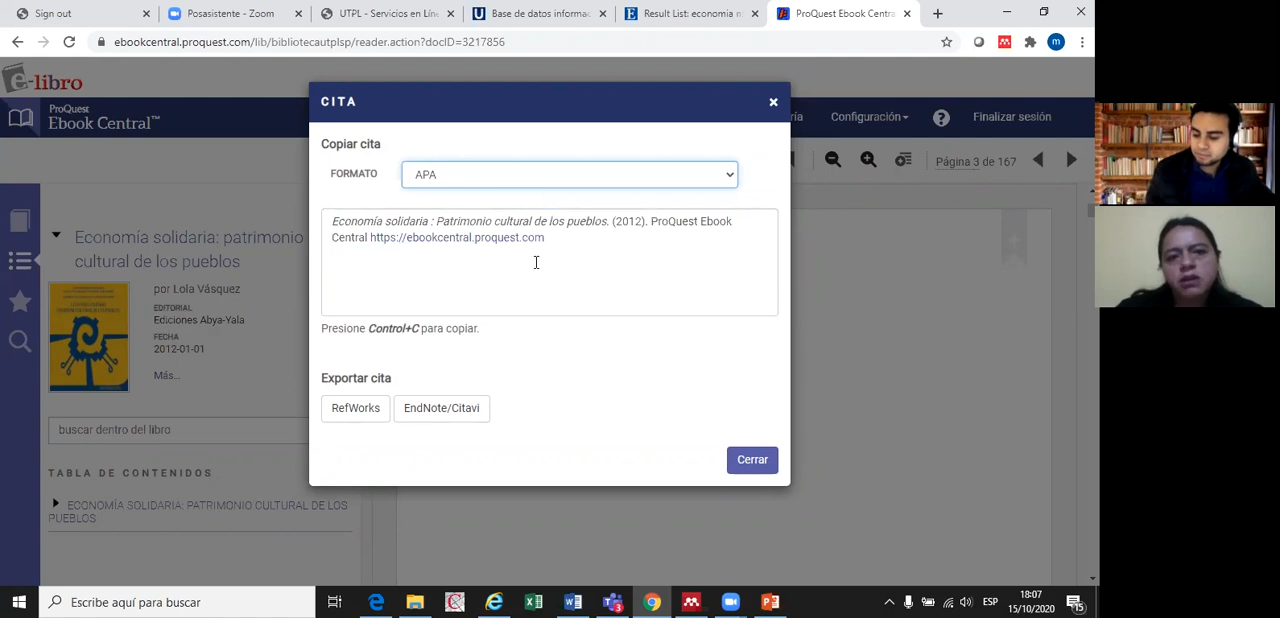 Sign out
Posasistente - Zoom
UTPL - Servicios en Lín
Base de datos informac
Result List: economia n
ProQuest Ebook Centra
ebookcentral.proquest.com/lib/bibliotecautplsp/reader.action?docID=3217856
m
e-libro
ProQuest
Ebook Central™
ría
Configuración
Finalizar sesión
Página 3 de 167
CITA
Copiar cita
FORMATO
APA
Economía solidaria : Patrimonio cultural de los pueblos. (2012). ProQuest Ebook
Central https://ebookcentral.proquest.com
Presione Control+C para copiar.
Exportar cita
RefWorks
EndNote/Citavi
Cerrar
Economía solidaria: patrimonio
cultural de los pueblos
por Lola Vásquez
EDITORIAL
Ediciones Abya-Yala
FECHA
2012-01-01
Más...
buscar dentro del libro
TABLA DE CONTENIDOS
ECONOMÍA SOLIDARIA: PATRIMONIO CULTURAL DE LOS
PUEBLOS
Escribe aquí para buscar
3
ESP
18:07
15/10/2020
15